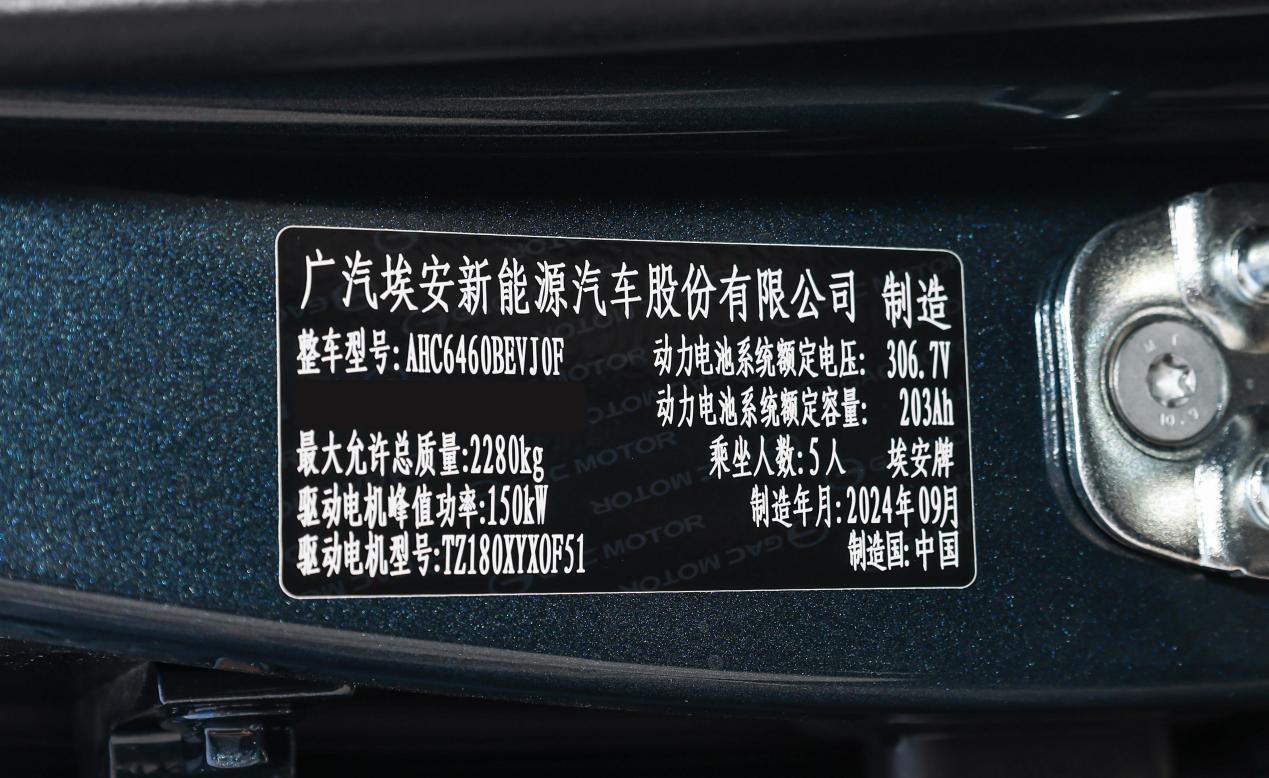 广汽埃安新能源汽车股份有限公司 制造
整车型号:AHC6460BEVJ0F 动力电池系统额定电压: 306.7V
动力电池系统额定容量: 203Ah
最大允许总质量:2280kg 乘坐人数:5人 埃安牌
驱动电机峰值功率:150kW 制造年月:2024年09月
驱动电机型号:TZ180XYX0F51 制造国:中国
GAC MOTOR
10.9